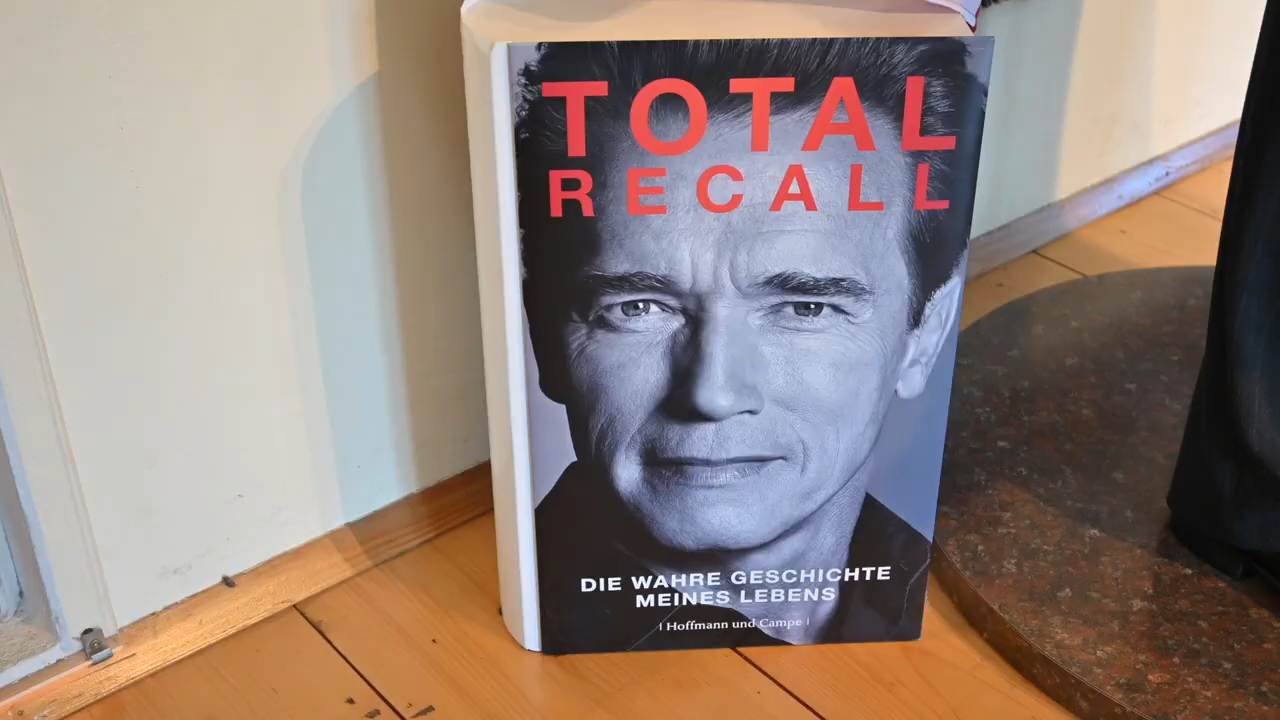 TOTAL
RECALL
DIE WAHRE GESCHICHTE
MEINES LEBENS
| Hoffmann und Campe |